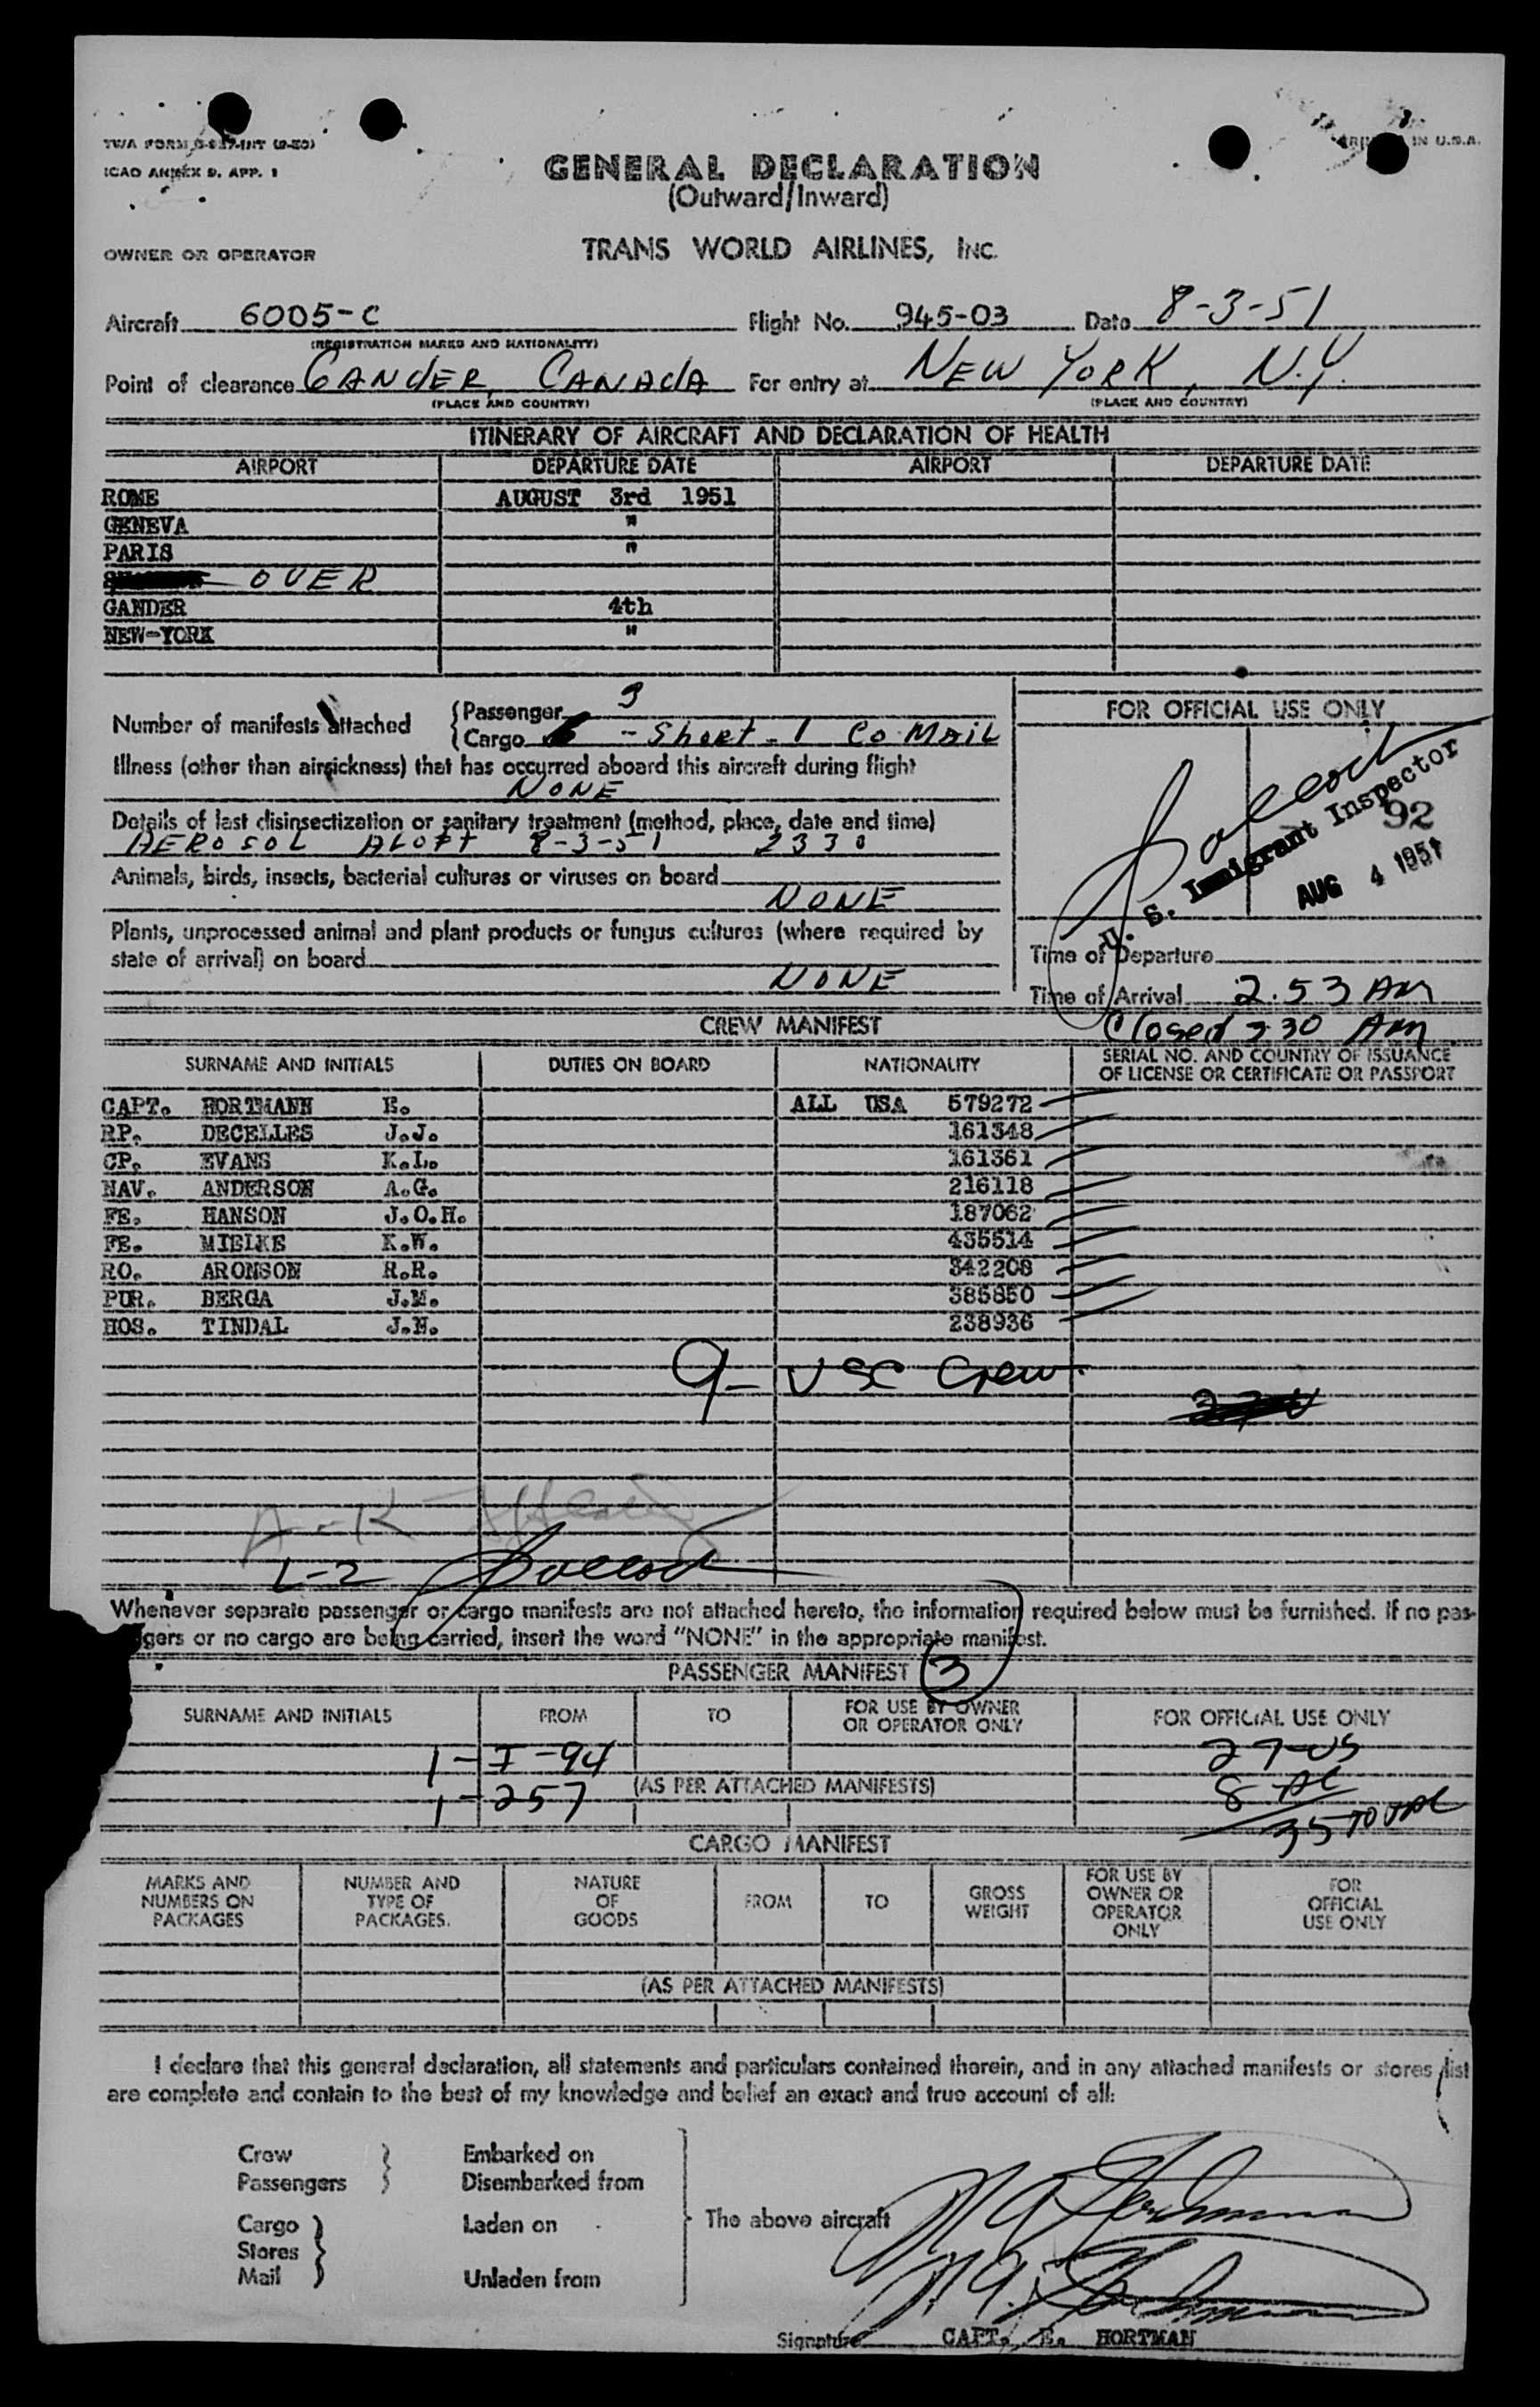 TWA FORM
ICAO ANNEX 9. APP. 1
IN U.S.A.
GENERAL DECLARATION
(Outward/Inward)
OWNER OR OPERATOR TRANS WORLD AIRLINES, INC.
Aircraft 6005-C Flight No. 945-03 Date 8-3-51
(REGISTRATION MARKS AND NATIONALITY)
Point of clearance GANdER, CANAdA For entry at NEW YORK, N.Y.
(PLACE AND COUNTRY) (PLACE AND COUNTRY)
ITINERARY OF AIRCRAFT AND DECLARATION OF HEALTH
AIRPORT DEPARTURE DATE AIRPORT DEPARTURE DATE
ROME AUGUST 3rd 1951
GENEVA "
PARIS "
OVER
GANDER 4th
NEW-YORK "
Number of manifests attached
Passenger 3
Cargo - Sheet - 1 Co MAIL
Illness (other than airsickness) that has occurred aboard this aircraft during flight
NONE
Details of last disinsectization or sanitary treatment (method, place, date and time)
AEROSOL ALOFT 8-3-51 2330
Animals, birds, insects, bacterial cultures or viruses on board
NONE
Plants, unprocessed animal and plant products or fungus cultures (where required by
state of arrival) on board
NONE
FOR OFFICIAL USE ONLY
U. S. Immigrant Inspector
92
AUG 4 1951
Time of Departure
Time of Arrival 2.53 AM
Closed 330 AM
CREW MANIFEST
SURNAME AND INITIALS DUTIES ON BOARD NATIONALITY SERIAL NO. AND COUNTRY OF ISSUANCE
OF LICENSE OR CERTIFICATE OR PASSPORT
CAPT. HORTMANN E. ALL USA 579272
RP. DECELLES J.J. 161348
CP. EVANS K.L. 161361
NAV. ANDERSON A.G. 216118
FE. HANSON J.O.H. 187062
FE. MIELKE K.W. 435514
RO. ARONSON R.R. 342208
PUR. BERGA J.M. 385850
HOS. TINDAL J.N. 238936
9- USC Crew.
L-2
Whenever separate passenger or cargo manifests are not attached hereto, the information required below must be furnished. If no pas-
gers or no cargo are being carried, insert the word "NONE" in the appropriate manifest.
PASSENGER MANIFEST 3
SURNAME AND INITIALS FROM TO FOR USE BY OWNER
OR OPERATOR ONLY FOR OFFICIAL USE ONLY
1 - I-94 27-US
1 - 257 (AS PER ATTACHED MANIFESTS) 8 AL
35 TOTAL
CARGO MANIFEST
MARKS AND
NUMBERS ON
PACKAGES
NUMBER AND
TYPE OF
PACKAGES.
NATURE
OF
GOODS
FROM
TO
GROSS
WEIGHT
FOR USE BY
OWNER OR
OPERATOR
ONLY
FOR
OFFICIAL
USE ONLY
(AS PER ATTACHED MANIFESTS)
I declare that this general declaration, all statements and particulars contained therein, and in any attached manifests or stores list
are complete and contain to the best of my knowledge and belief an exact and true account of all:
Crew Embarked on
Passengers Disembarked from
Cargo Laden on
Stores
Mail Unladen from
The above aircraft
Signature CAPT. E. HORTMAN